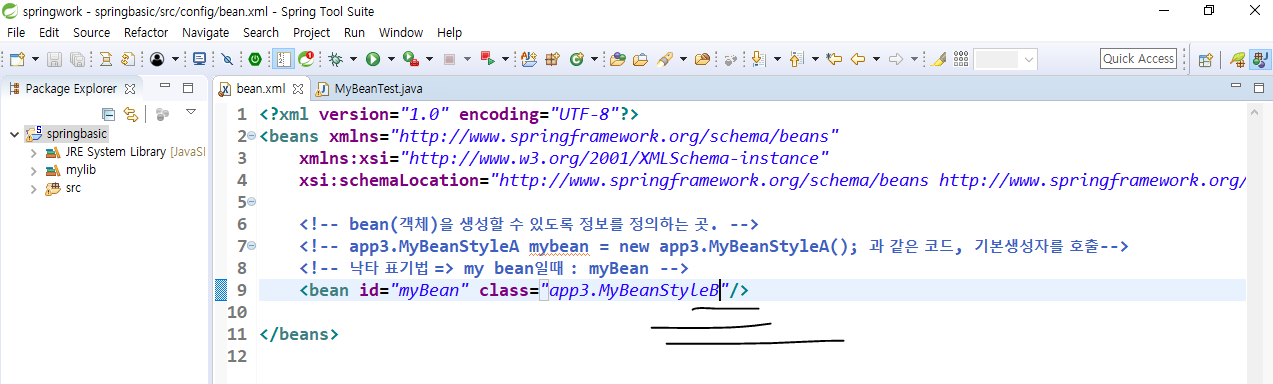 springwork - springbasic/src/config/bean.xml - Spring Tool Suite
File Edit Source Refactor Navigate Search Project Run Window Help
Quick Access
Package Explorer
bean.xml
MyBeanTest.java
springbasic
JRE System Library [JavaSI
mylib
src
1 <?xml version="1.0" encoding="UTF-8"?>
2 <beans xmlns="http://www.springframework.org/schema/beans"
3 xmlns:xsi="http://www.w3.org/2001/XMLSchema-instance"
4 xsi:schemaLocation="http://www.springframework.org/schema/beans http://www.springframework.org/
5
6 <!-- bean(객체)을 생성할 수 있도록 정보를 정의하는 곳. -->
7 <!-- app3.MyBeanStyleA mybean = new app3.MyBeanStyleA(); 과 같은 코드, 기본생성자를 호출-->
8 <!-- 낙타 표기법 => my bean일때 : myBean -->
9 <bean id="myBean" class="app3.MyBeanStyleB"/>
10
11 </beans>
12